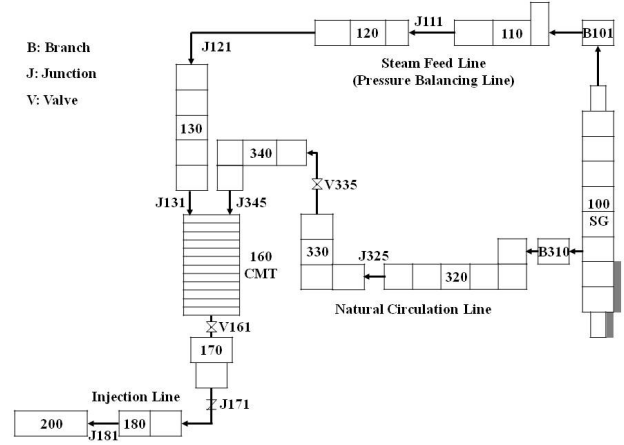 J111
120
110
B101
J121
B: Branch
Steam Feed Line
(Pressure Balancing Line)
J: Junction
V: Valve
130
340
V335
J131
J345
100
SG
160
CMT
330
J325
B310
320
Natural Circulation Line
V161
170
Injection Line
J171
200
180
J181